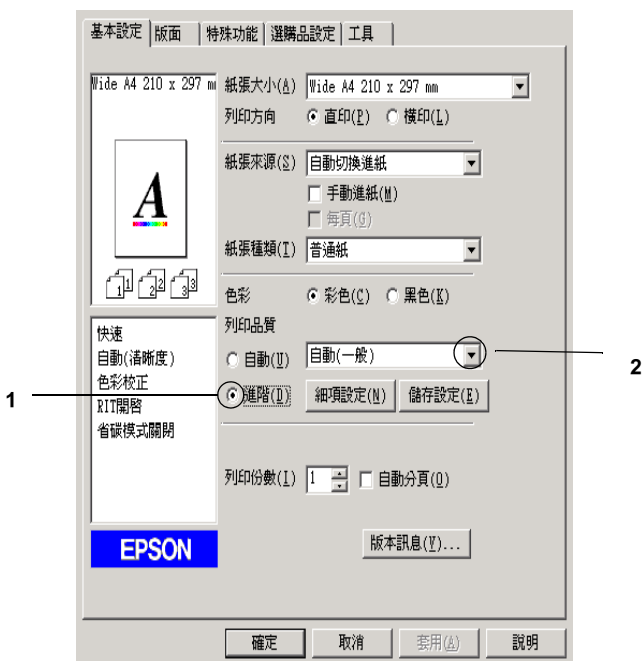 基本設定 版面 特殊功能 選購品設定 工具
Wide A4 210 x 297 mm
紙張大小(A) Wide A4 210 x 297 mm
列印方向 直印(P) 橫印(L)
紙張來源(S) 自動切換進紙
手動進紙(M)
每頁(G)
紙張種類(T) 普通紙
A
1 1 2 2 3 3
色彩 彩色(C) 黑色(K)
列印品質
自動(U) 自動(一般)
2
1
進階(D) 細項設定(N) 儲存設定(E)
快速
自動(清晰度)
色彩校正
RIT開啓
省碳模式關閉
列印份數(I) 1 自動分頁(O)
EPSON
版本訊息(V)...
確定 取消 套用(A) 說明